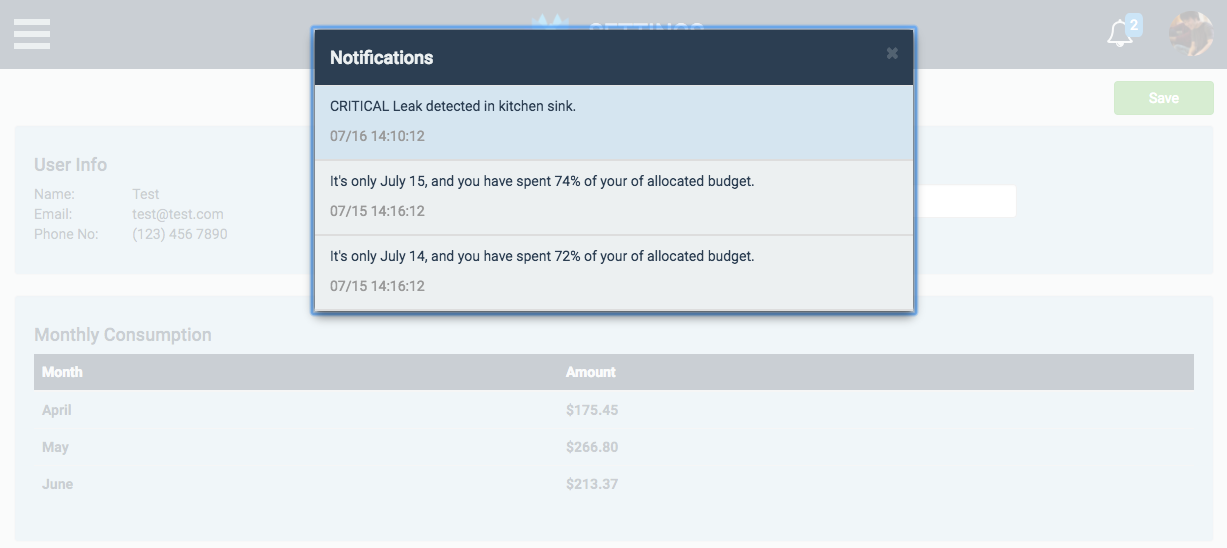 SETTINGS
2
Notifications
Save
CRITICAL Leak detected in kitchen sink.
07/16 14:10:12
It's only July 15, and you have spent 74% of your of allocated budget.
07/15 14:16:12
It's only July 14, and you have spent 72% of your of allocated budget.
07/15 14:16:12
User Info
Name: Test
Email: test@test.com
Phone No: (123) 456 7890
Monthly Consumption
Month Amount
April $175.45
May $266.80
June $213.37